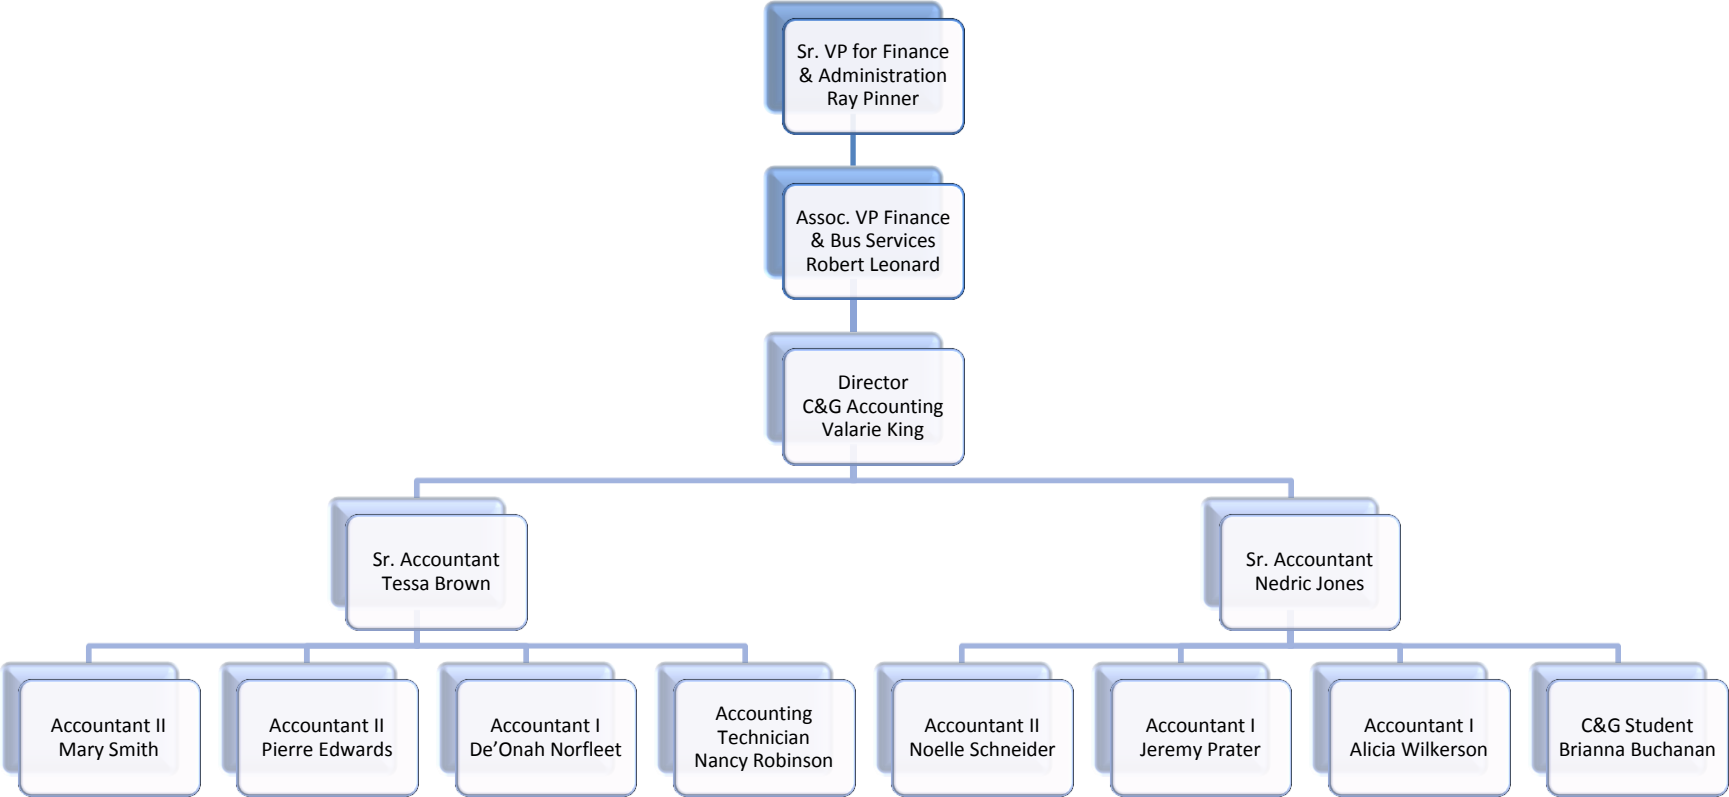 Sr. VP for Finance
& Administration
Ray Pinner
Assoc. VP Finance
& Bus Services
Robert Leonard
Director
C&G Accounting
Valarie King
Sr. Accountant
Tessa Brown
Sr. Accountant
Nedric Jones
Accountant II
Mary Smith
Accountant II
Pierre Edwards
Accountant I
De’Onah Norfleet
Accounting
Technician
Nancy Robinson
Accountant II
Noelle Schneider
Accountant I
Jeremy Prater
Accountant I
Alicia Wilkerson
C&G Student
Brianna Buchanan